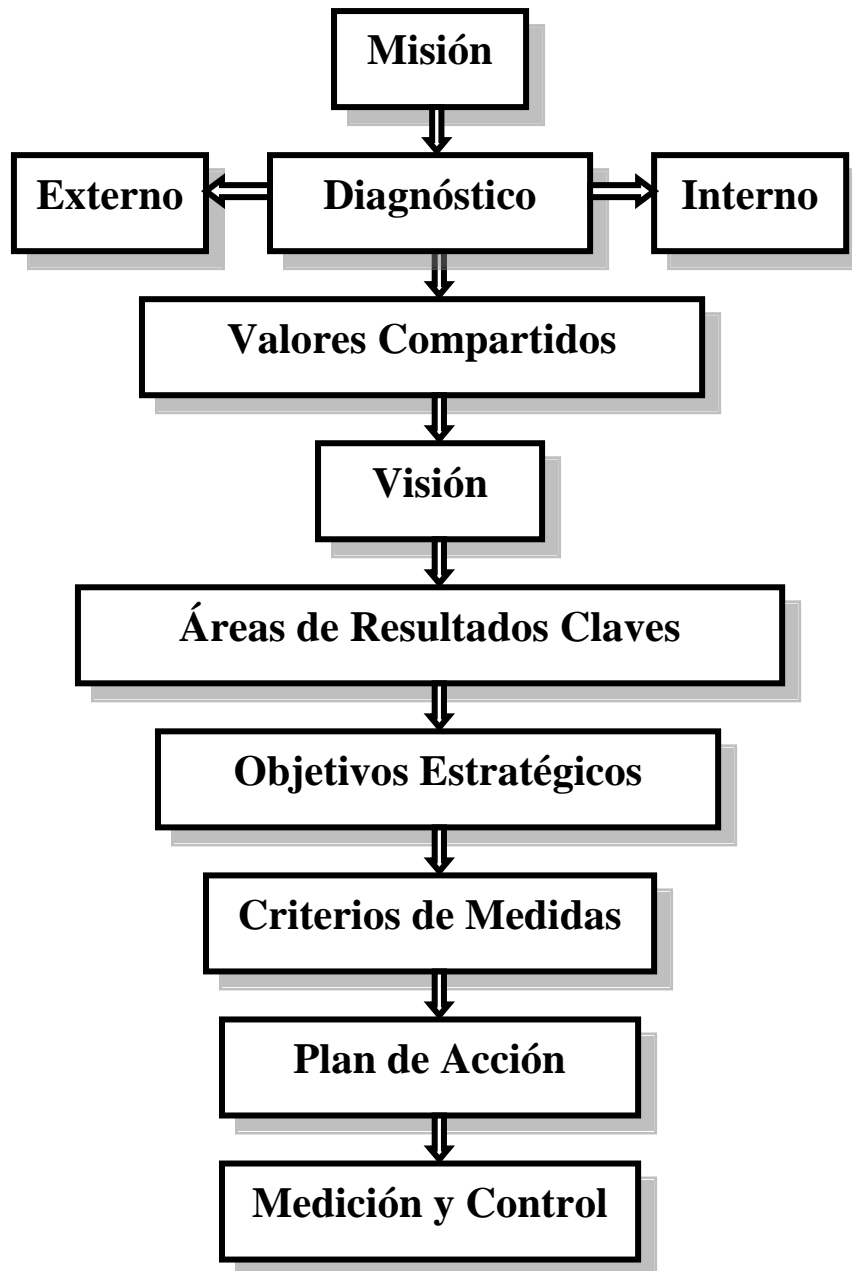 Misión
Externo
Diagnóstico
Interno
Valores Compartidos
Visión
Áreas de Resultados Claves
Objetivos Estratégicos
Criterios de Medidas
Plan de Acción
Medición y Control